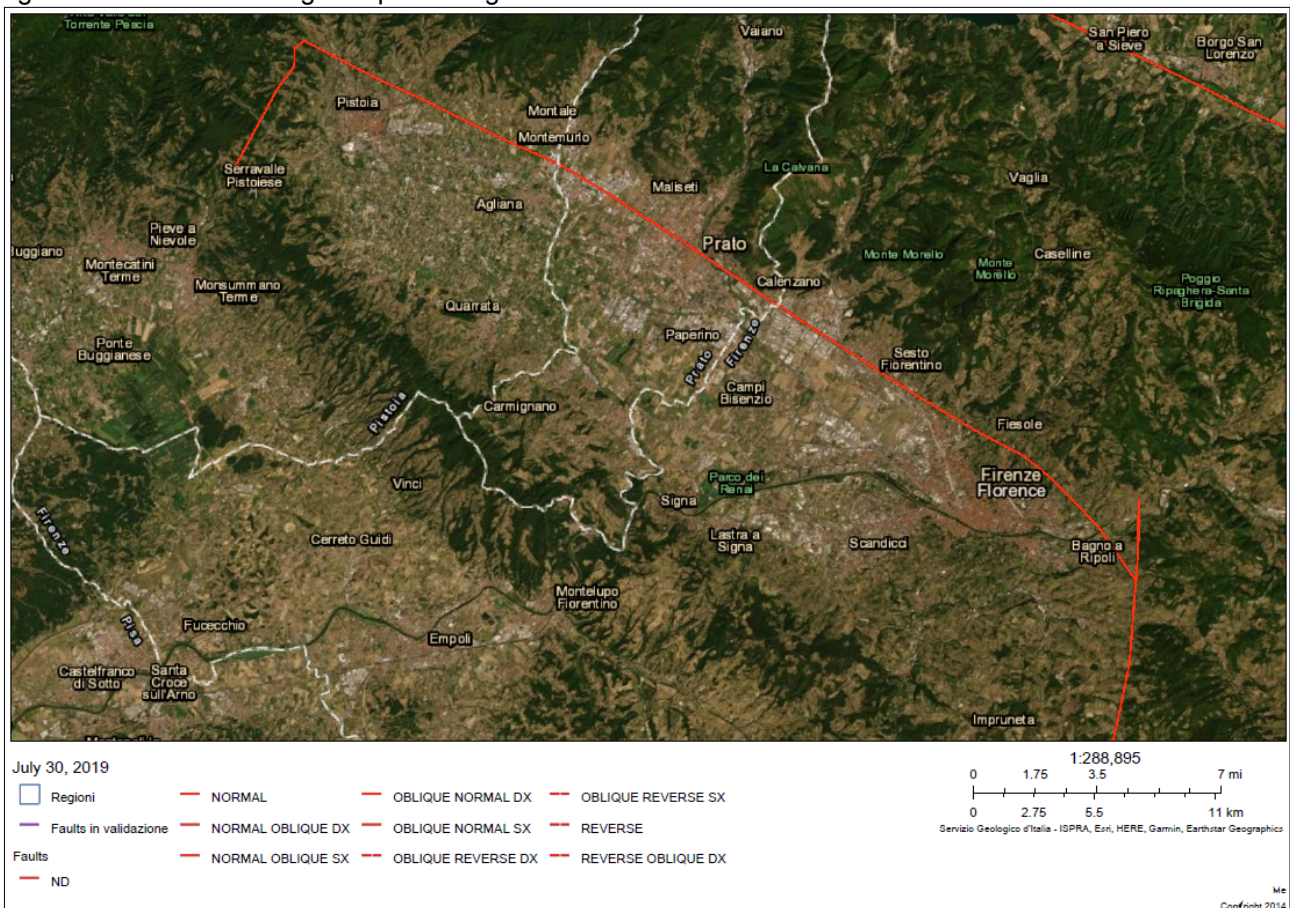 Torrente Pescia
Vaiano
San Piero
a Sieve
Borgo San
Lorenzo
Pistoia
Montale
Montemurlo
La Calvana
Serravalle
Pistoiese
Maliseti
Vaglia
Agliana
Pieve a
Nievole
Prato
Monte Morello
Monte
Morello
Caselline
Montecatini
Terme
Monsummano
Terme
Calenzano
Poggio
Ripaghera-Santa
Brigida
Quarrata
Ponte
Buggianese
Paperino
Prato
Firenze
Sesto
Fiorentino
Campi
Bisenzio
Pistoia
Carmignano
Fiesole
Vinci
Parco dei
Renai
Firenze
Florence
Signa
Firenze
Pisa
Cerreto Guidi
Lastra a
Signa
Scandicci
Bagno a
Ripoli
Montelupo
Fiorentino
Fucecchio
Empoli
Castelfranco
di Sotto
Santa
Croce
sull'Arno
Impruneta
July 30, 2019
Regioni
Faults in validazione
Faults
ND
NORMAL
NORMAL OBLIQUE DX
NORMAL OBLIQUE SX
OBLIQUE NORMAL DX
OBLIQUE NORMAL SX
OBLIQUE REVERSE DX
OBLIQUE REVERSE SX
REVERSE
REVERSE OBLIQUE DX
1:288,895
0 1.75 3.5 7 mi
0 2.75 5.5 11 km
Servizio Geologico d'Italia - ISPRA, Esri, HERE, Garmin, Earthstar Geographics
Me
Copyright 2014